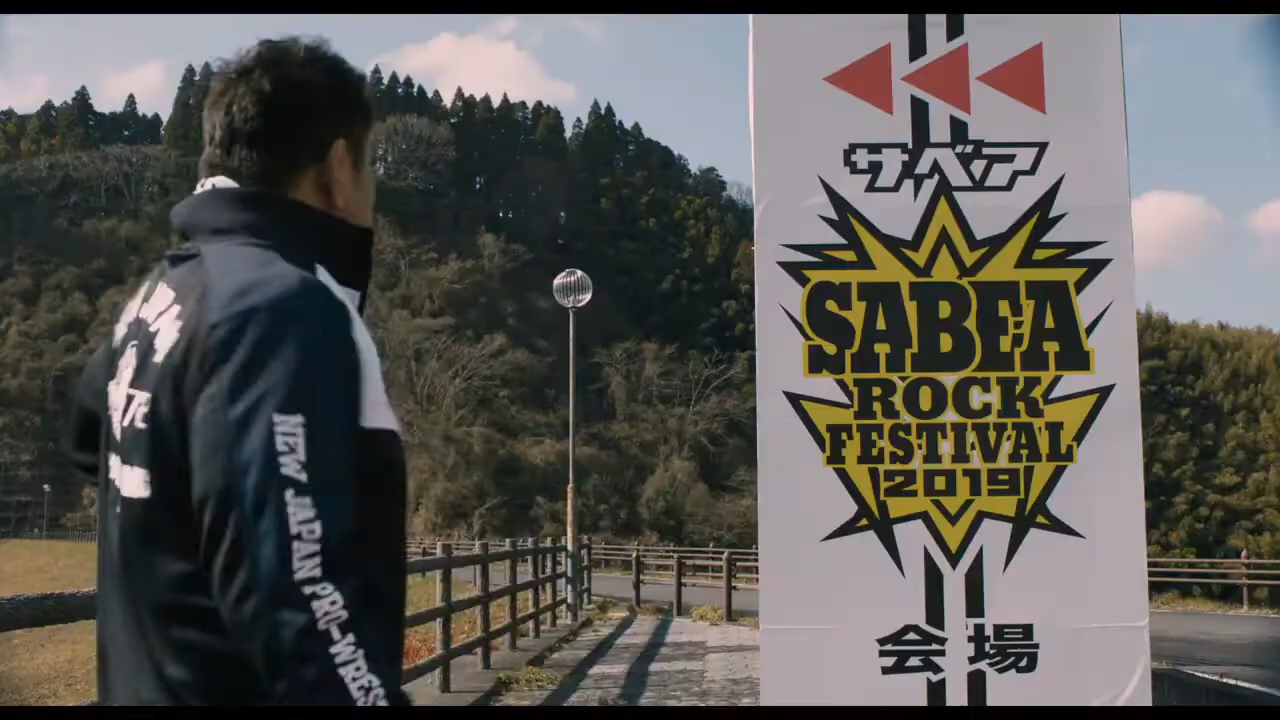 サベア
SABEA
ROCK
FESTIVAL
2019
会場
NEW JAPAN PRO-WRES